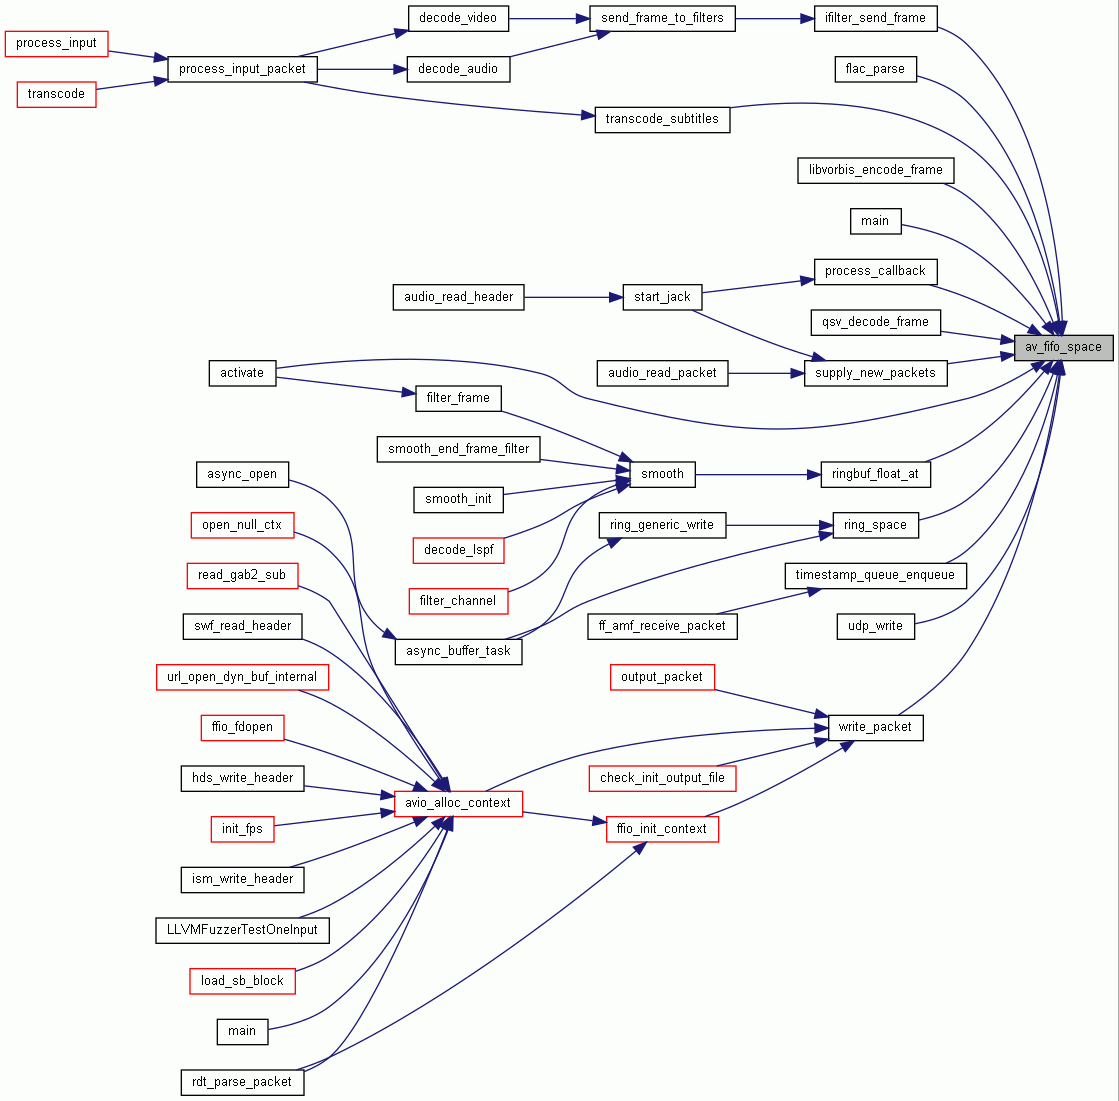 decode_video
send_frame_to_filters
ifilter_send_frame
process_input
process_input_packet
decode_audio
flac_parse
transcode
transcode_subtitles
libvorbis_encode_frame
main
process_callback
audio_read_header
start_jack
qsv_decode_frame
av_fifo_space
activate
audio_read_packet
supply_new_packets
filter_frame
smooth_end_frame_filter
async_open
smooth
ringbuf_float_at
smooth_init
open_null_ctx
ring_generic_write
ring_space
decode_lspf
read_gab2_sub
timestamp_queue_enqueue
filter_channel
swf_read_header
ff_amf_receive_packet
udp_write
async_buffer_task
url_open_dyn_buf_internal
output_packet
ffio_fdopen
write_packet
hds_write_header
check_init_output_file
avio_alloc_context
init_fps
ffio_init_context
ism_write_header
LLVMFuzzerTestOneInput
load_sb_block
main
rdt_parse_packet